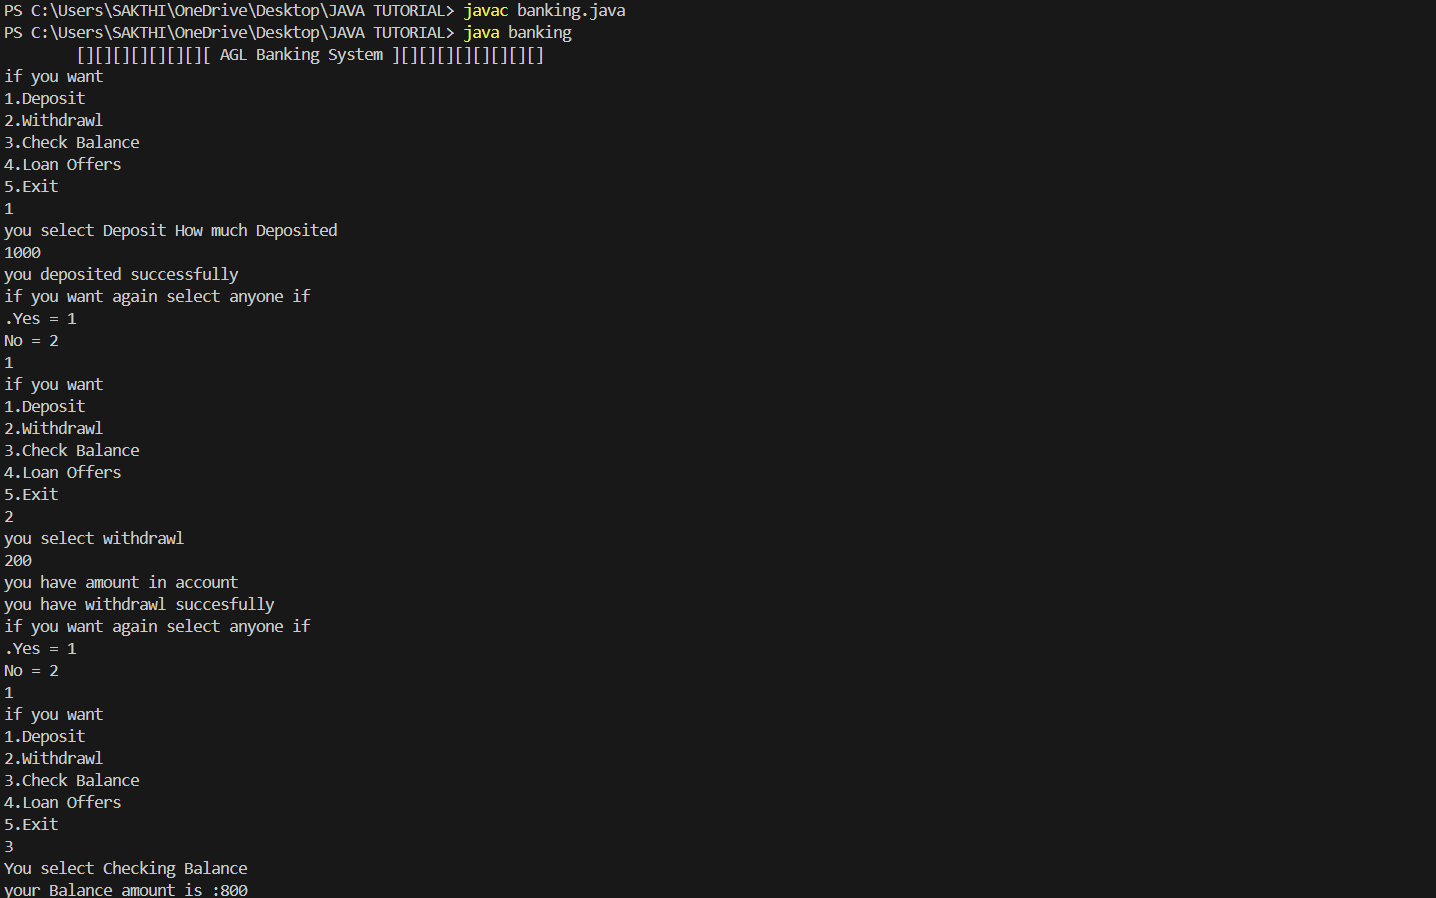 PS C:\Users\SAKTHI\OneDrive\Desktop\JAVA TUTORIAL> javac banking.java
PS C:\Users\SAKTHI\OneDrive\Desktop\JAVA TUTORIAL> java banking
[][][][][][][][ AGL Banking System ][][][][][][][][]
if you want
1.Deposit
2.Withdrawl
3.Check Balance
4.Loan Offers
5.Exit
1
you select Deposit How much Deposited
1000
you deposited successfully
if you want again select anyone if
.Yes = 1
No = 2
1
if you want
1.Deposit
2.Withdrawl
3.Check Balance
4.Loan Offers
5.Exit
2
you select withdrawl
200
you have amount in account
you have withdrawl succesfully
if you want again select anyone if
.Yes = 1
No = 2
1
if you want
1.Deposit
2.Withdrawl
3.Check Balance
4.Loan Offers
5.Exit
3
You select Checking Balance
your Balance amount is :800